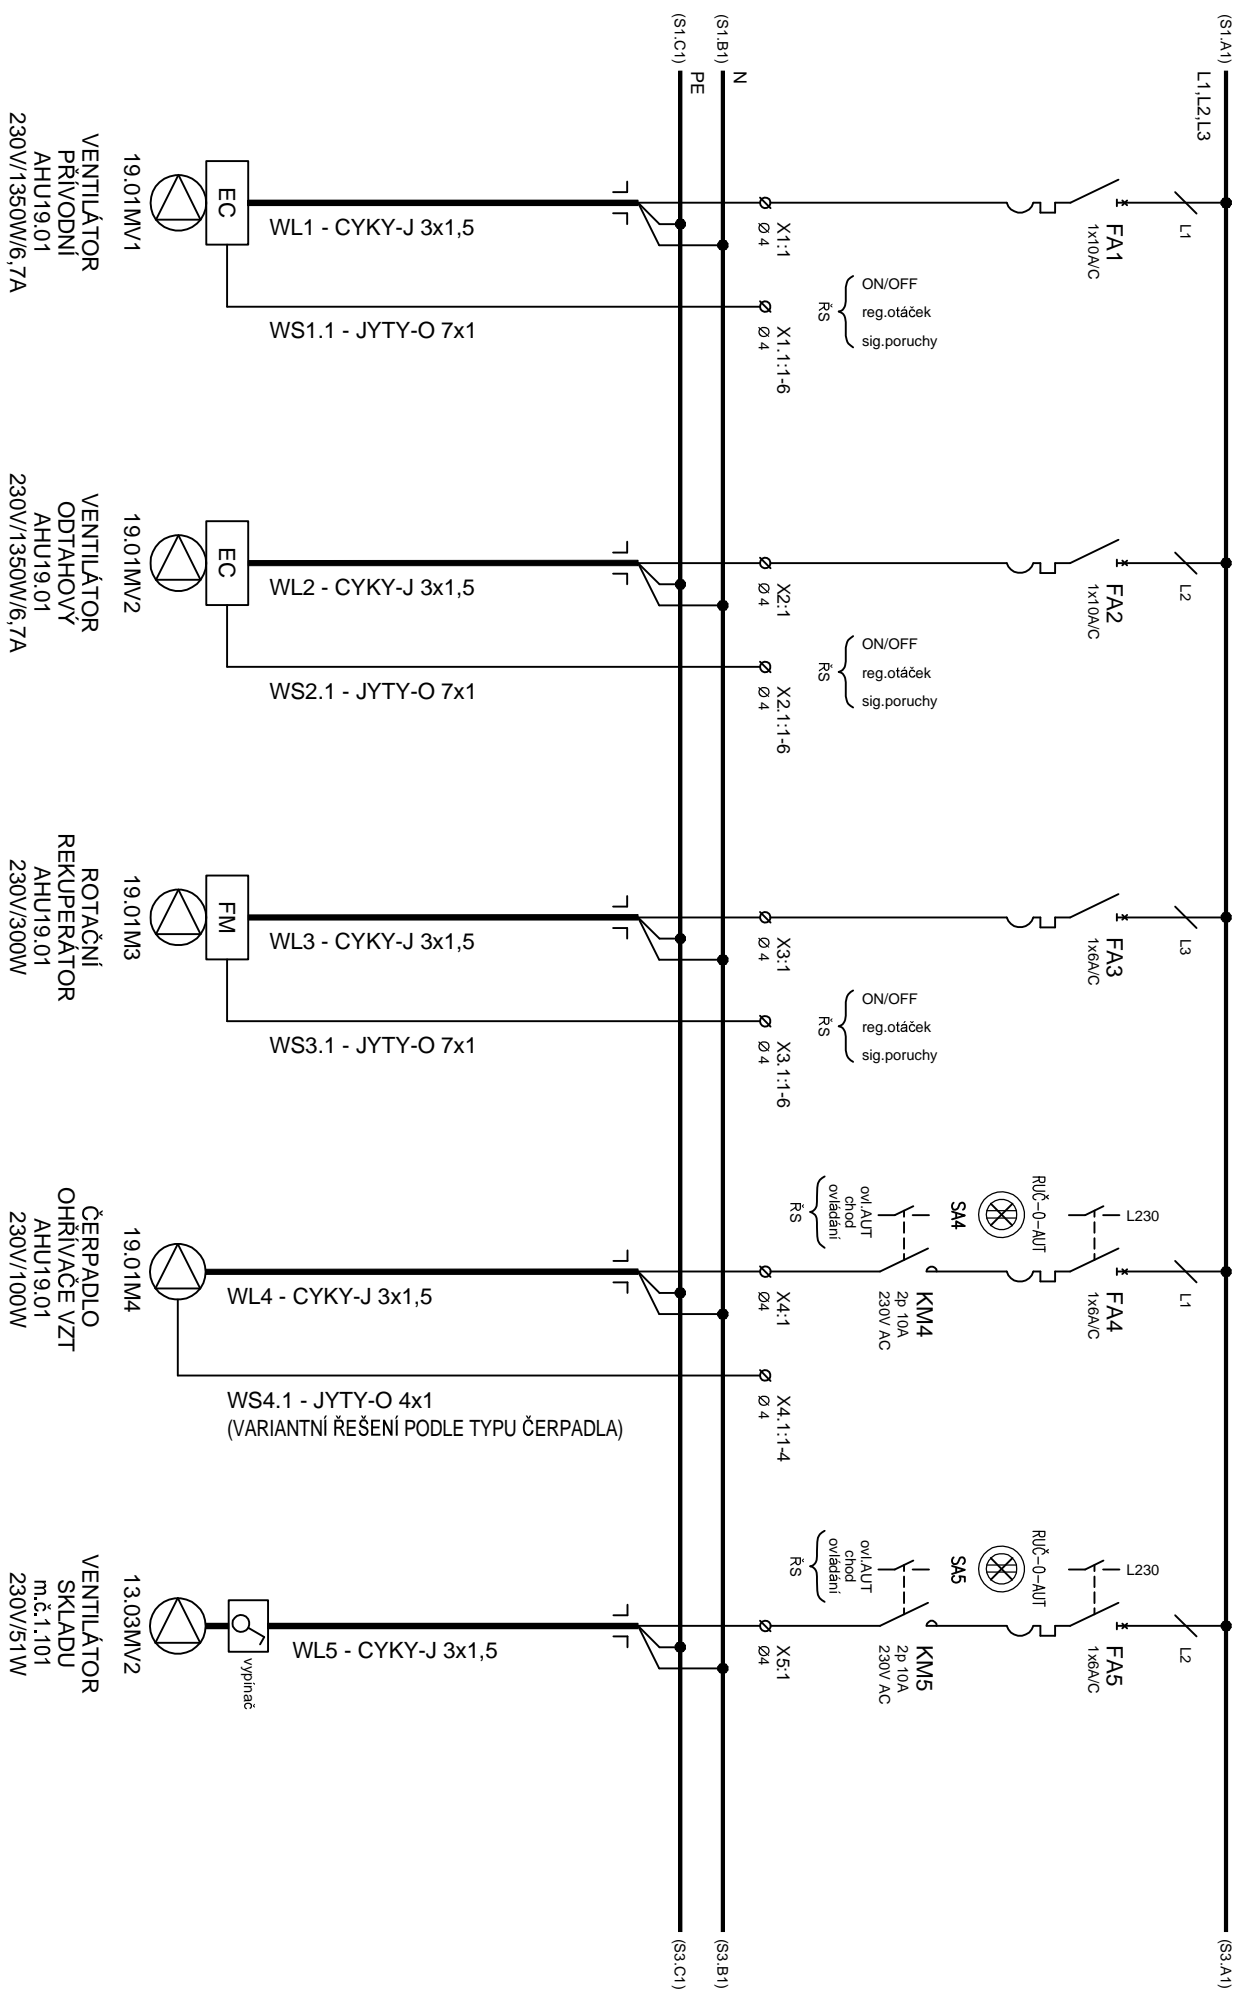 (S1.A1)
L1,L2,L3
(S1.B1)
N
(S1.C1)
PE
L1
FA1
1x10A/C
ON/OFF
reg.otáček
sig.poruchy
ŘS
X1:1
Ø 4
X1.1:1-6
Ø 4
WL1 - CYKY-J 3x1,5
WS1.1 - JYTY-O 7x1
EC
19.01MV1
VENTILÁTOR
PŘÍVODNÍ
AHU19.01
230V/1350W/6,7A
L2
FA2
1x10A/C
ON/OFF
reg.otáček
sig.poruchy
ŘS
X2:1
Ø 4
X2.1:1-6
Ø 4
WL2 - CYKY-J 3x1,5
WS2.1 - JYTY-O 7x1
EC
19.01MV2
VENTILÁTOR
ODTAHOVÝ
AHU19.01
230V/1350W/6,7A
L3
FA3
1x6A/C
ON/OFF
reg.otáček
sig.poruchy
ŘS
X3:1
Ø 4
X3.1:1-6
Ø 4
WL3 - CYKY-J 3x1,5
WS3.1 - JYTY-O 7x1
FM
19.01M3
ROTAČNÍ
REKUPERÁTOR
AHU19.01
230V/300W
L1
L230
FA4
1x6A/C
RUČ-0-AUT
SA4
KM4
2p 10A
230V AC
ovl.AUT
chod
ovládání
ŘS
X4:1
Ø4
X4.1:1-4
Ø 4
WL4 - CYKY-J 3x1,5
WS4.1 - JYTY-O 4x1
(VARIANTNÍ ŘEŠENÍ PODLE TYPU ČERPADLA)
19.01M4
ČERPADLO
OHŘÍVAČE VZT
AHU19.01
230V/100W
L2
L230
FA5
1x6A/C
RUČ-0-AUT
SA5
KM5
2p 10A
230V AC
ovl.AUT
chod
ovládání
ŘS
X5:1
Ø4
WL5 - CYKY-J 3x1,5
vypínač
13.03MV2
VENTILÁTOR
SKLADU
m.č.1.101
230V/51W
(S3.A1)
(S3.B1)
(S3.C1)